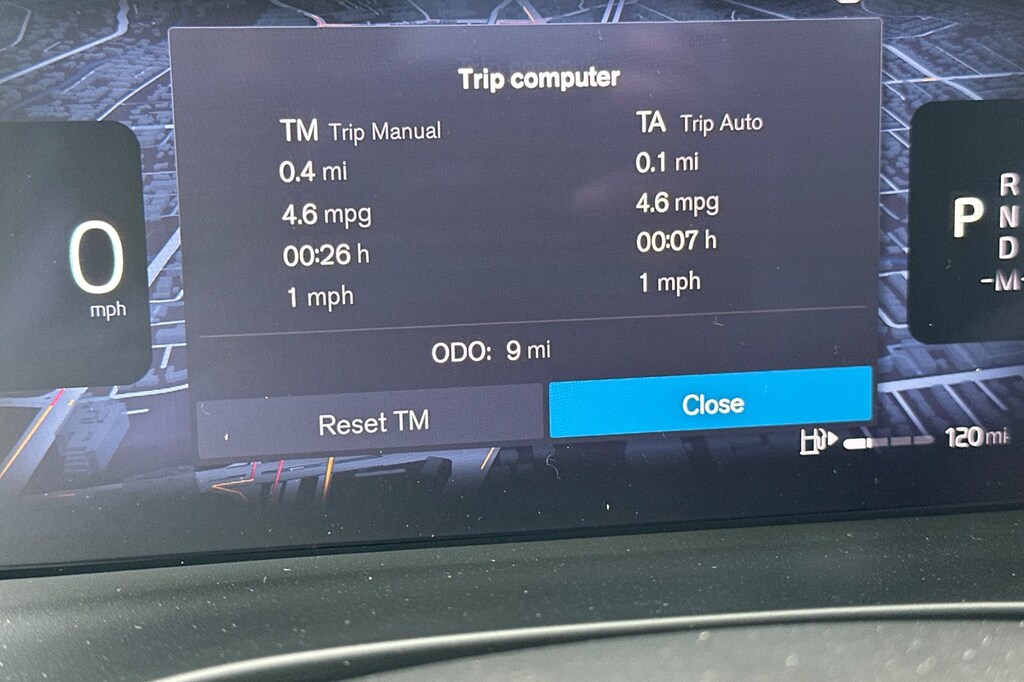 Trip computer
TM Trip Manual
0.4 mi
4.6 mpg
00:26 h
1 mph
TA Trip Auto
0.1 mi
4.6 mpg
00:07 h
1 mph
ODO: 9 mi
Reset TM
Close
0
mph
P
R
N
D
-M-
120 mi